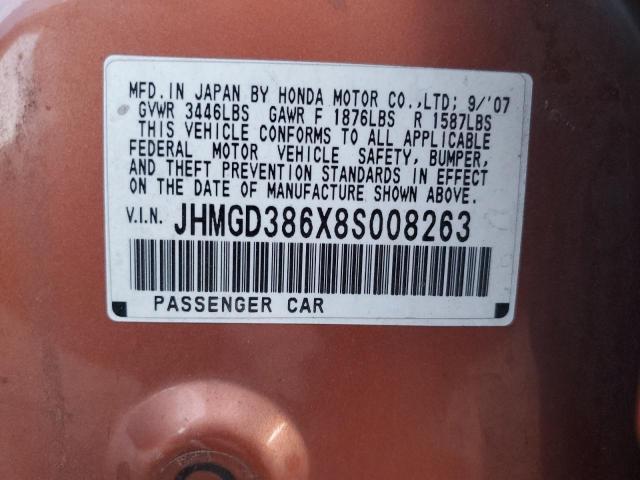 MFD. IN JAPAN BY HONDA MOTOR CO.,LTD; 9/'07
GVWR 3446LBS GAWR F 1876LBS R 1587LBS
THIS VEHICLE CONFORMS TO ALL APPLICABLE
FEDERAL MOTOR VEHICLE SAFETY, BUMPER,
AND THEFT PREVENTION STANDARDS IN EFFECT
ON THE DATE OF MANUFACTURE SHOWN ABOVE.
V.I.N. JHMGD386X8S008263
PASSENGER CAR